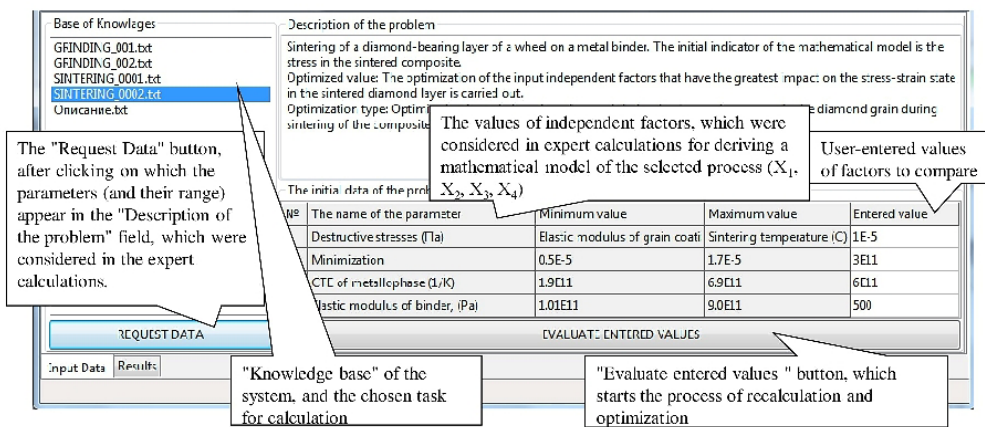 Base of Knowlages
GRINDING_001.txt
GRINDING_002.txt
SINTERING_0001.txt
SINTERING_0002.txt
Описание.txt
Description of the problem
Sintering of a diamond-bearing layer of a wheel on a metal binder. The initial indicator of the mathematical model is the
stress in the sintered composite.
Optimized value: The optimization of the input independent factors that have the greatest impact on the stress-strain state
in the sintered diamond layer is carried out.
Optimization type: Optimi
e diamond grain during
sintering of the composite
The "Request Data" button,
after clicking on which the
parameters (and their range)
appear in the "Description of
the problem" field, which were
considered in the expert
calculations.
The values of independent factors, which were
considered in expert calculations for deriving a
mathematical model of the selected process (X1,
X2, X3, X4)
User-entered values
of factors to compare
The initial data of the prob
Nº The name of the parameter Minimum value Maximum value Entered value
Destructive stresses (Па) Elastic modulus of grain coati Sintering temperature (C) 1E-5
Minimization 0.5E-5 1.7E-5 3E11
CTE of metallophase (1/K) 1.9E11 6.9E11 6E11
lastic modulus of binder, (Pa) 1.01E11 9.0E11 500
REQUEST DATA EVALUATE ENTERED VALUES
Input Data Results
"Knowledge base" of the
system, and the chosen task
for calculation
"Evaluate entered values " button, which
starts the process of recalculation and
optimization